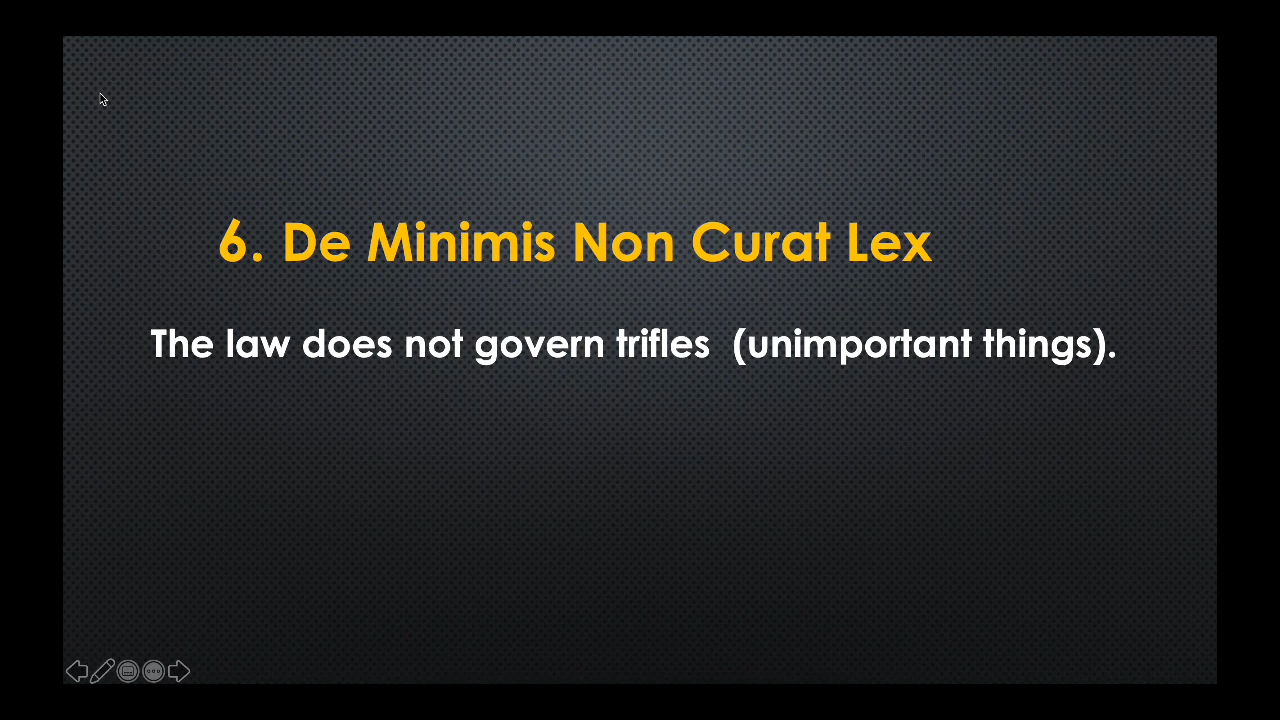 6. De Minimis Non Curat Lex
The law does not govern trifles  (unimportant things).